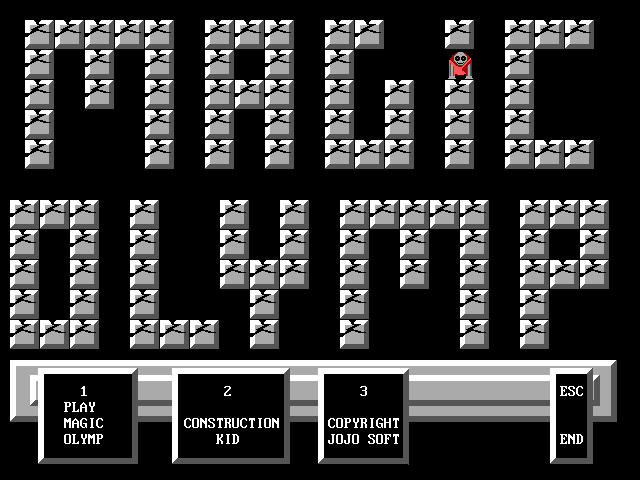 MAGIC
OLYMP
1
PLAY
MAGIC
OLYMP
2
CONSTRUCTION
KID
3
COPYRIGHT
JOJO SOFT
ESC
END